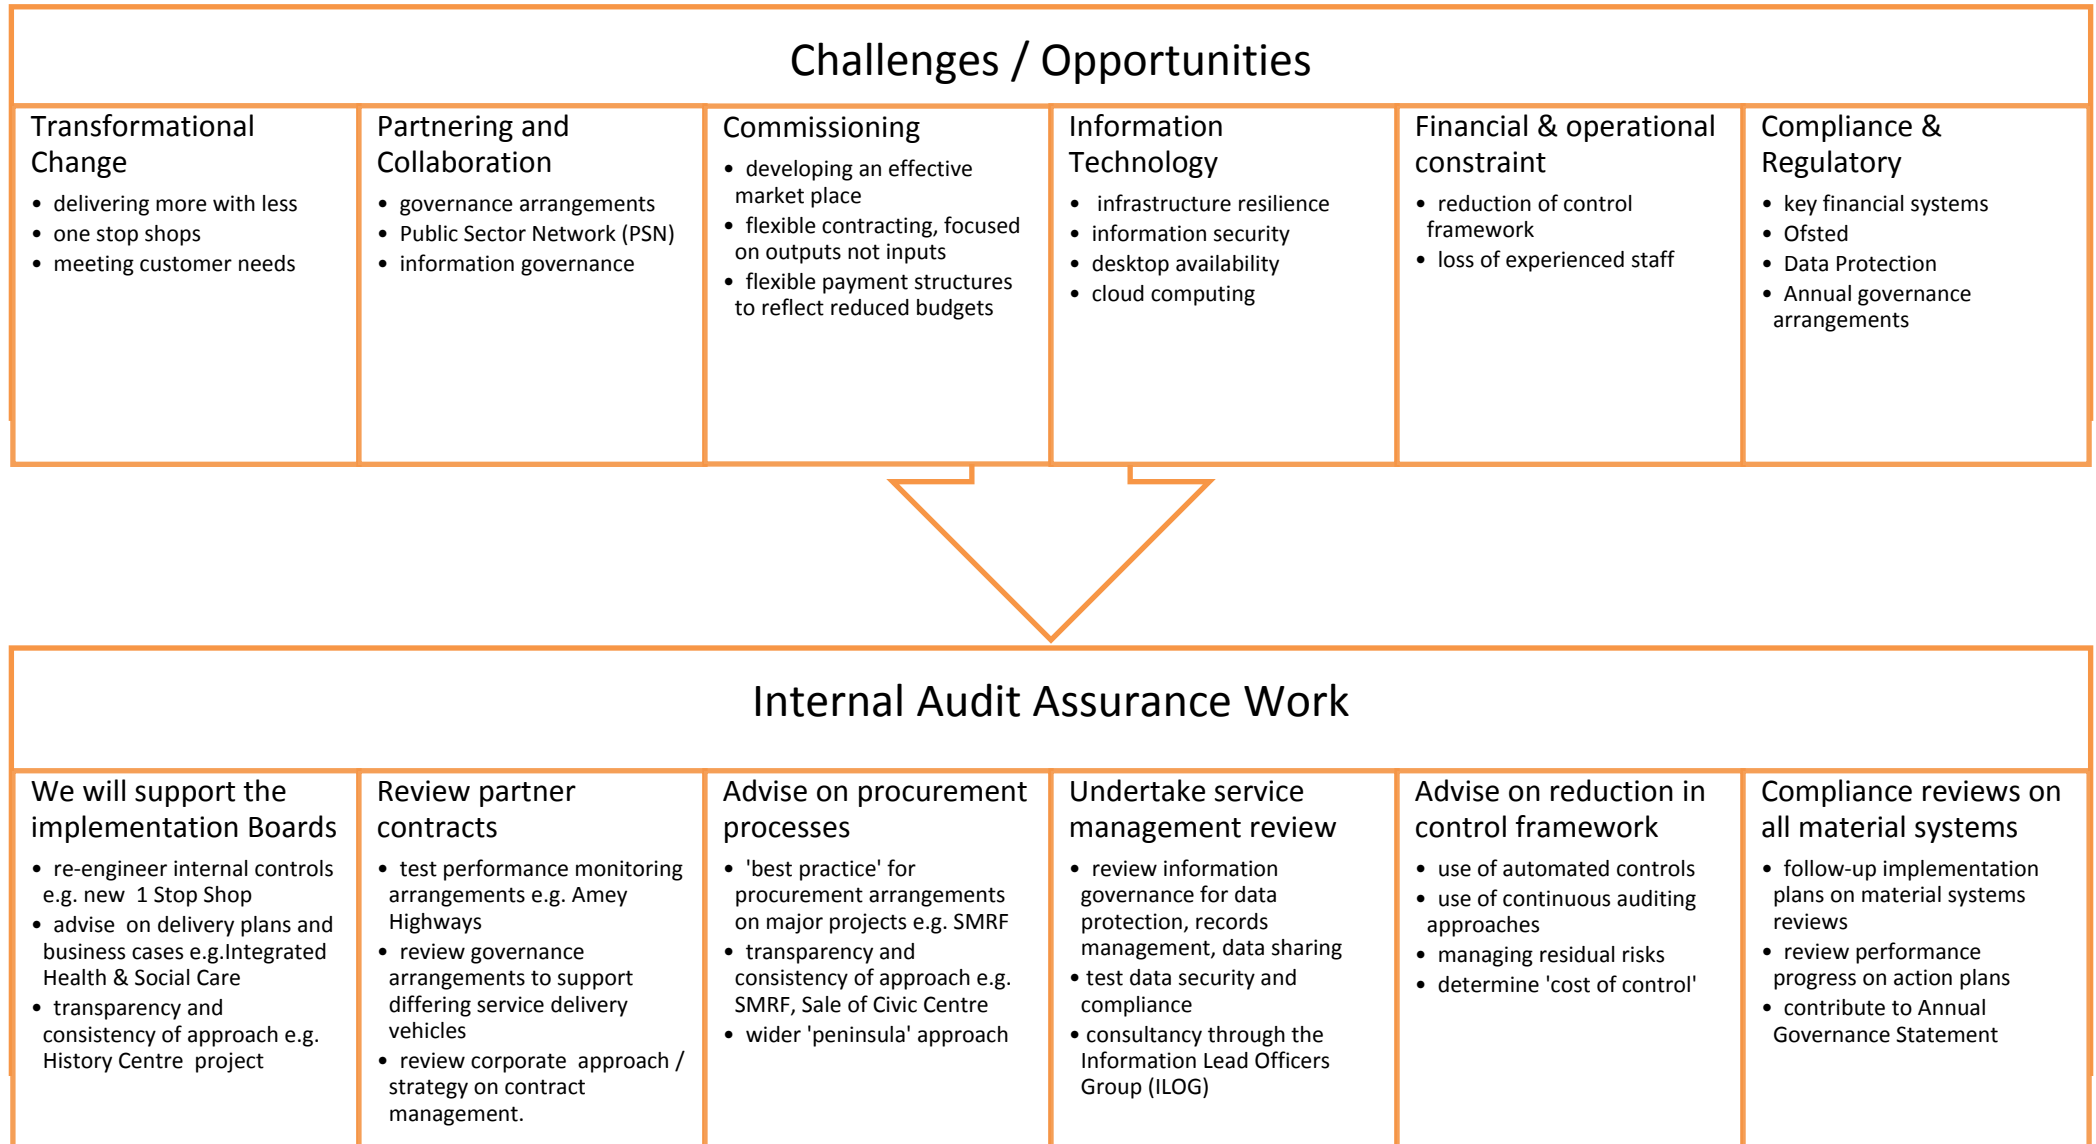 Challenges / Opportunities
Transformational
Change
• delivering more with less
• one stop shops
• meeting customer needs
Partnering and
Collaboration
• governance arrangements
• Public Sector Network (PSN)
• information governance
Commissioning
• developing an effective
market place
• flexible contracting, focused
on outputs not inputs
• flexible payment structures
to reflect reduced budgets
Information
Technology
• infrastructure resilience
• information security
• desktop availability
• cloud computing
Financial & operational
constraint
• reduction of control
framework
• loss of experienced staff
Compliance &
Regulatory
• key financial systems
• Ofsted
• Data Protection
• Annual governance
arrangements
Internal Audit Assurance Work
We will support the
implementation Boards
• re-engineer internal controls
e.g. new 1 Stop Shop
• advise on delivery plans and
business cases e.g.Integrated
Health & Social Care
• transparency and
consistency of approach e.g.
History Centre project
Review partner
contracts
• test performance monitoring
arrangements e.g. Amey
Highways
• review governance
arrangements to support
differing service delivery
vehicles
• review corporate approach /
strategy on contract
management.
Advise on procurement
processes
• 'best practice' for
procurement arrangements
on major projects e.g. SMRF
• transparency and
consistency of approach e.g.
SMRF, Sale of Civic Centre
• wider 'peninsula' approach
Undertake service
management review
• review information
governance for data
protection, records
management, data sharing
• test data security and
compliance
• consultancy through the
Information Lead Officers
Group (ILOG)
Advise on reduction in
control framework
• use of automated controls
• use of continuous auditing
approaches
• managing residual risks
• determine 'cost of control'
Compliance reviews on
all material systems
• follow-up implementation
plans on material systems
reviews
• review performance
progress on action plans
• contribute to Annual
Governance Statement